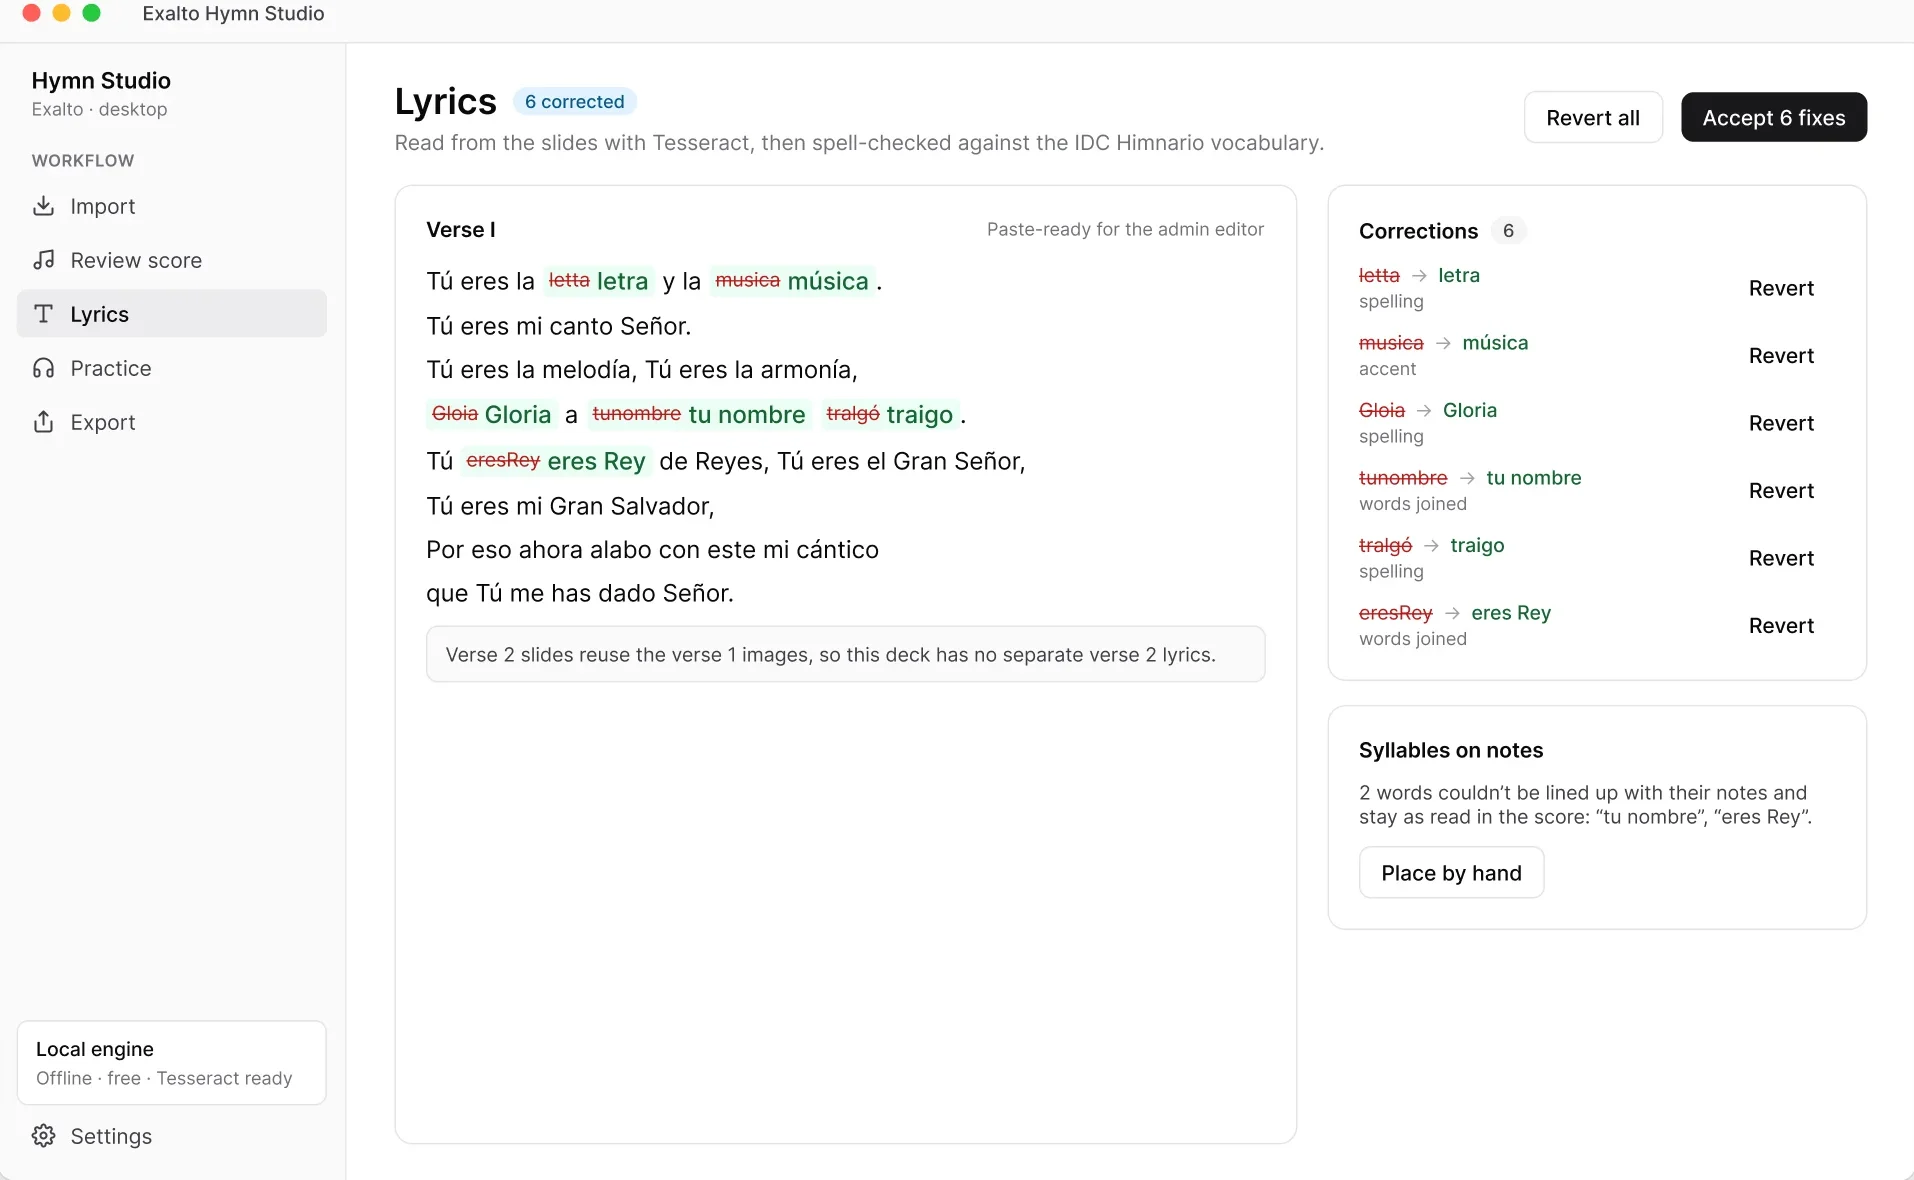 Exalto Hymn Studio
Hymn Studio
Exalto · desktop
WORKFLOW
Import
Review score
Lyrics
Practice
Export
Local engine
Offline · free · Tesseract ready
Settings
Lyrics 6 corrected
Read from the slides with Tesseract, then spell-checked against the IDC Himnario vocabulary.
Revert all
Accept 6 fixes
Verse I
Paste-ready for the admin editor
Tú eres la letta letra y la musica música .
Tú eres mi canto Señor.
Tú eres la melodía, Tú eres la armonía,
Gloia Gloria a tunombre tu nombre tralgó traigo .
Tú eresRey eres Rey de Reyes, Tú eres el Gran Señor,
Tú eres mi Gran Salvador,
Por eso ahora alabo con este mi cántico
que Tú me has dado Señor.
Verse 2 slides reuse the verse 1 images, so this deck has no separate verse 2 lyrics.
Corrections 6
letta → letra
spelling
Revert
musica → música
accent
Revert
Gloia → Gloria
spelling
Revert
tunombre → tu nombre
words joined
Revert
tralgó → traigo
spelling
Revert
eresRey → eres Rey
words joined
Revert
Syllables on notes
2 words couldn’t be lined up with their notes and
stay as read in the score: “tu nombre”, “eres Rey”.
Place by hand